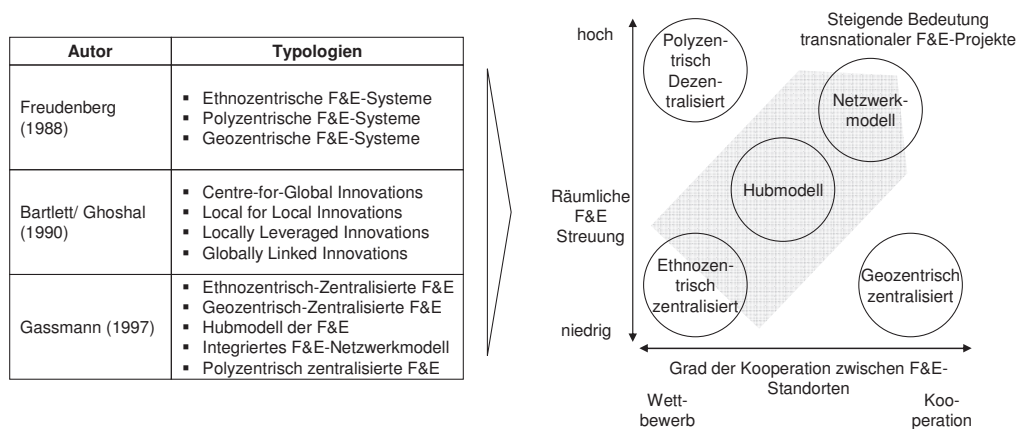 Autor
Typologien
Freudenberg
(1988)
▪ Ethnozentrische F&E-Systeme
▪ Polyzentrische F&E-Systeme
▪ Geozentrische F&E-Systeme
Bartlett/ Ghoshal
(1990)
▪ Centre-for-Global Innovations
▪ Local for Local Innovations
▪ Locally Leveraged Innovations
▪ Globally Linked Innovations
Gassmann (1997)
▪ Ethnozentrisch-Zentralisierte F&E
▪ Geozentrisch-Zentralisierte F&E
▪ Hubmodell der F&E
▪ Integriertes F&E-Netzwerkmodell
▪ Polyzentrisch zentralisierte F&E
hoch
Räumliche
F&E
Streuung
niedrig
Polyzen-
trisch
Dezen-
tralisiert
Steigende Bedeutung
transnationaler F&E-Projekte
Netzwerk-
modell
Hubmodell
Ethnozen-
trisch
zentralisiert
Geozentrisch
zentralisiert
Grad der Kooperation zwischen F&E-
Standorten
Wett-
bewerb
Koo-
peration